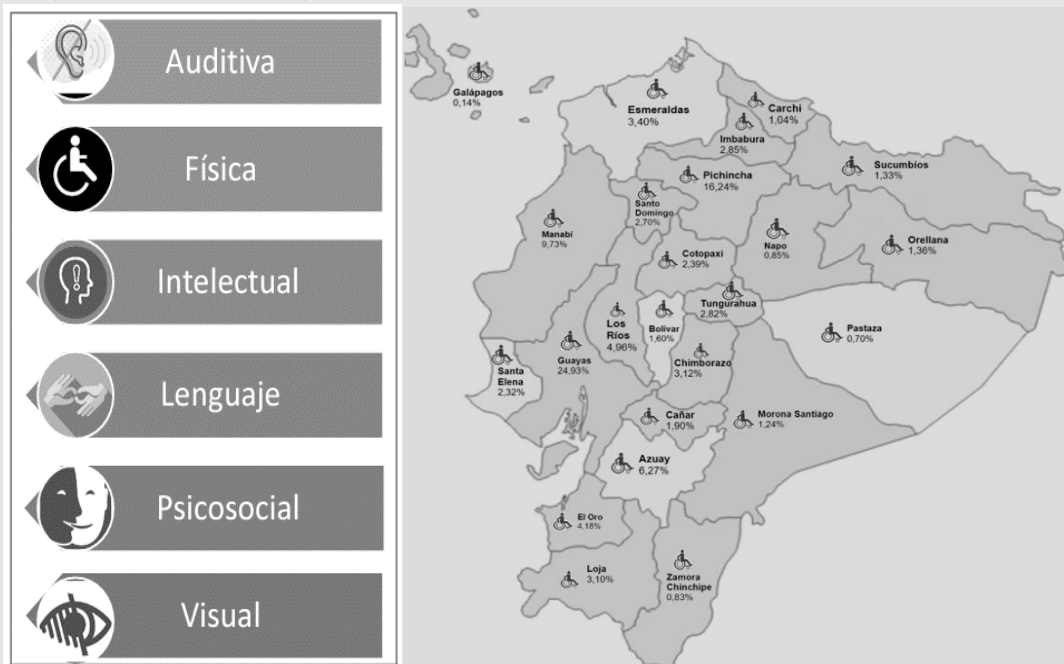 Auditiva
Física
Intelectual
Lenguaje
Psicosocial
Visual
Galápagos
0,14%
Esmeraldas
3,40%
Carchi
1,04%
Imbabura
2,85%
Sucumbios
1,33%
Pichincha
16,24%
Santo
Domingo
2,70%
Manabí
9,73%
Napo
0,85%
Orellana
1,36%
Cotopaxi
2,39%
Tungurahua
2,82%
Los
Ríos
4,96%
Bolívar
1,60%
Pastaza
0,70%
Guayas
24,93%
Chimborazo
3,12%
Santa
Elena
2,32%
Cañar
1,90%
Morona Santiago
1,24%
Azuay
6,27%
El Oro
4,18%
Loja
3,10%
Zamora
Chinchipe
0,83%